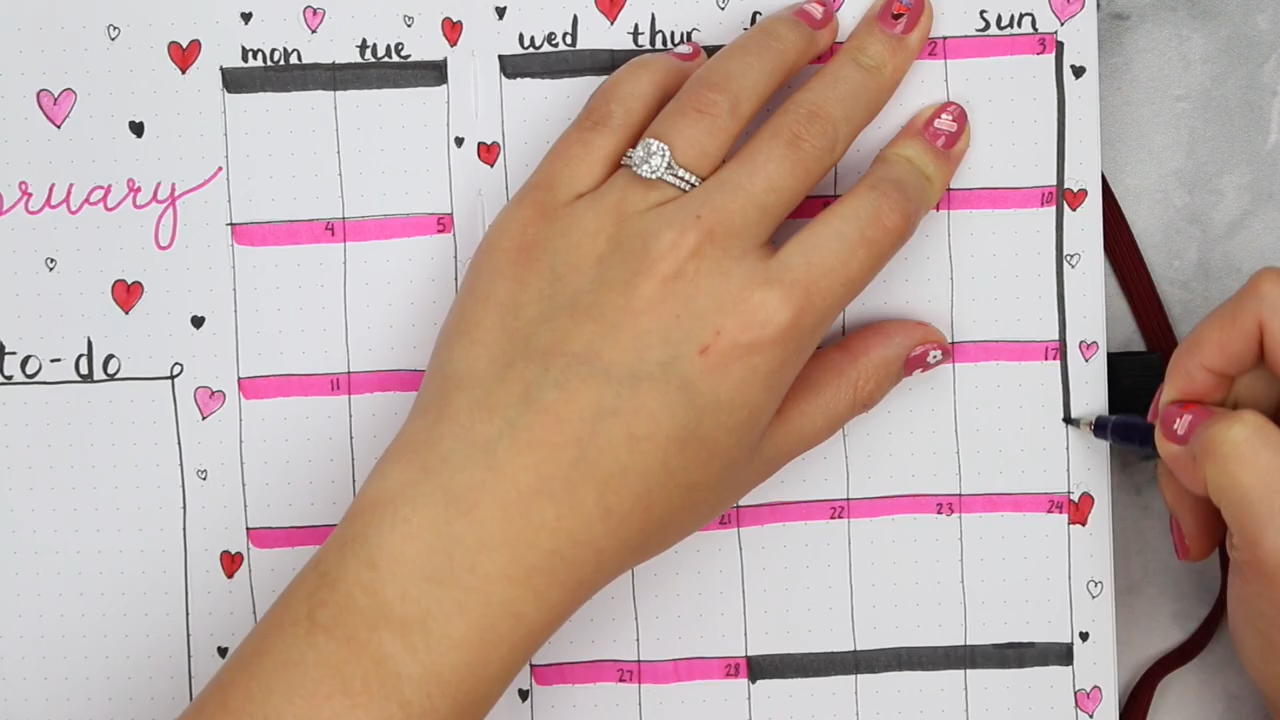 mon tue wed thur sun
2 3
bruary
4 5 10
to-do
11 17
21 22 23 24
27 28